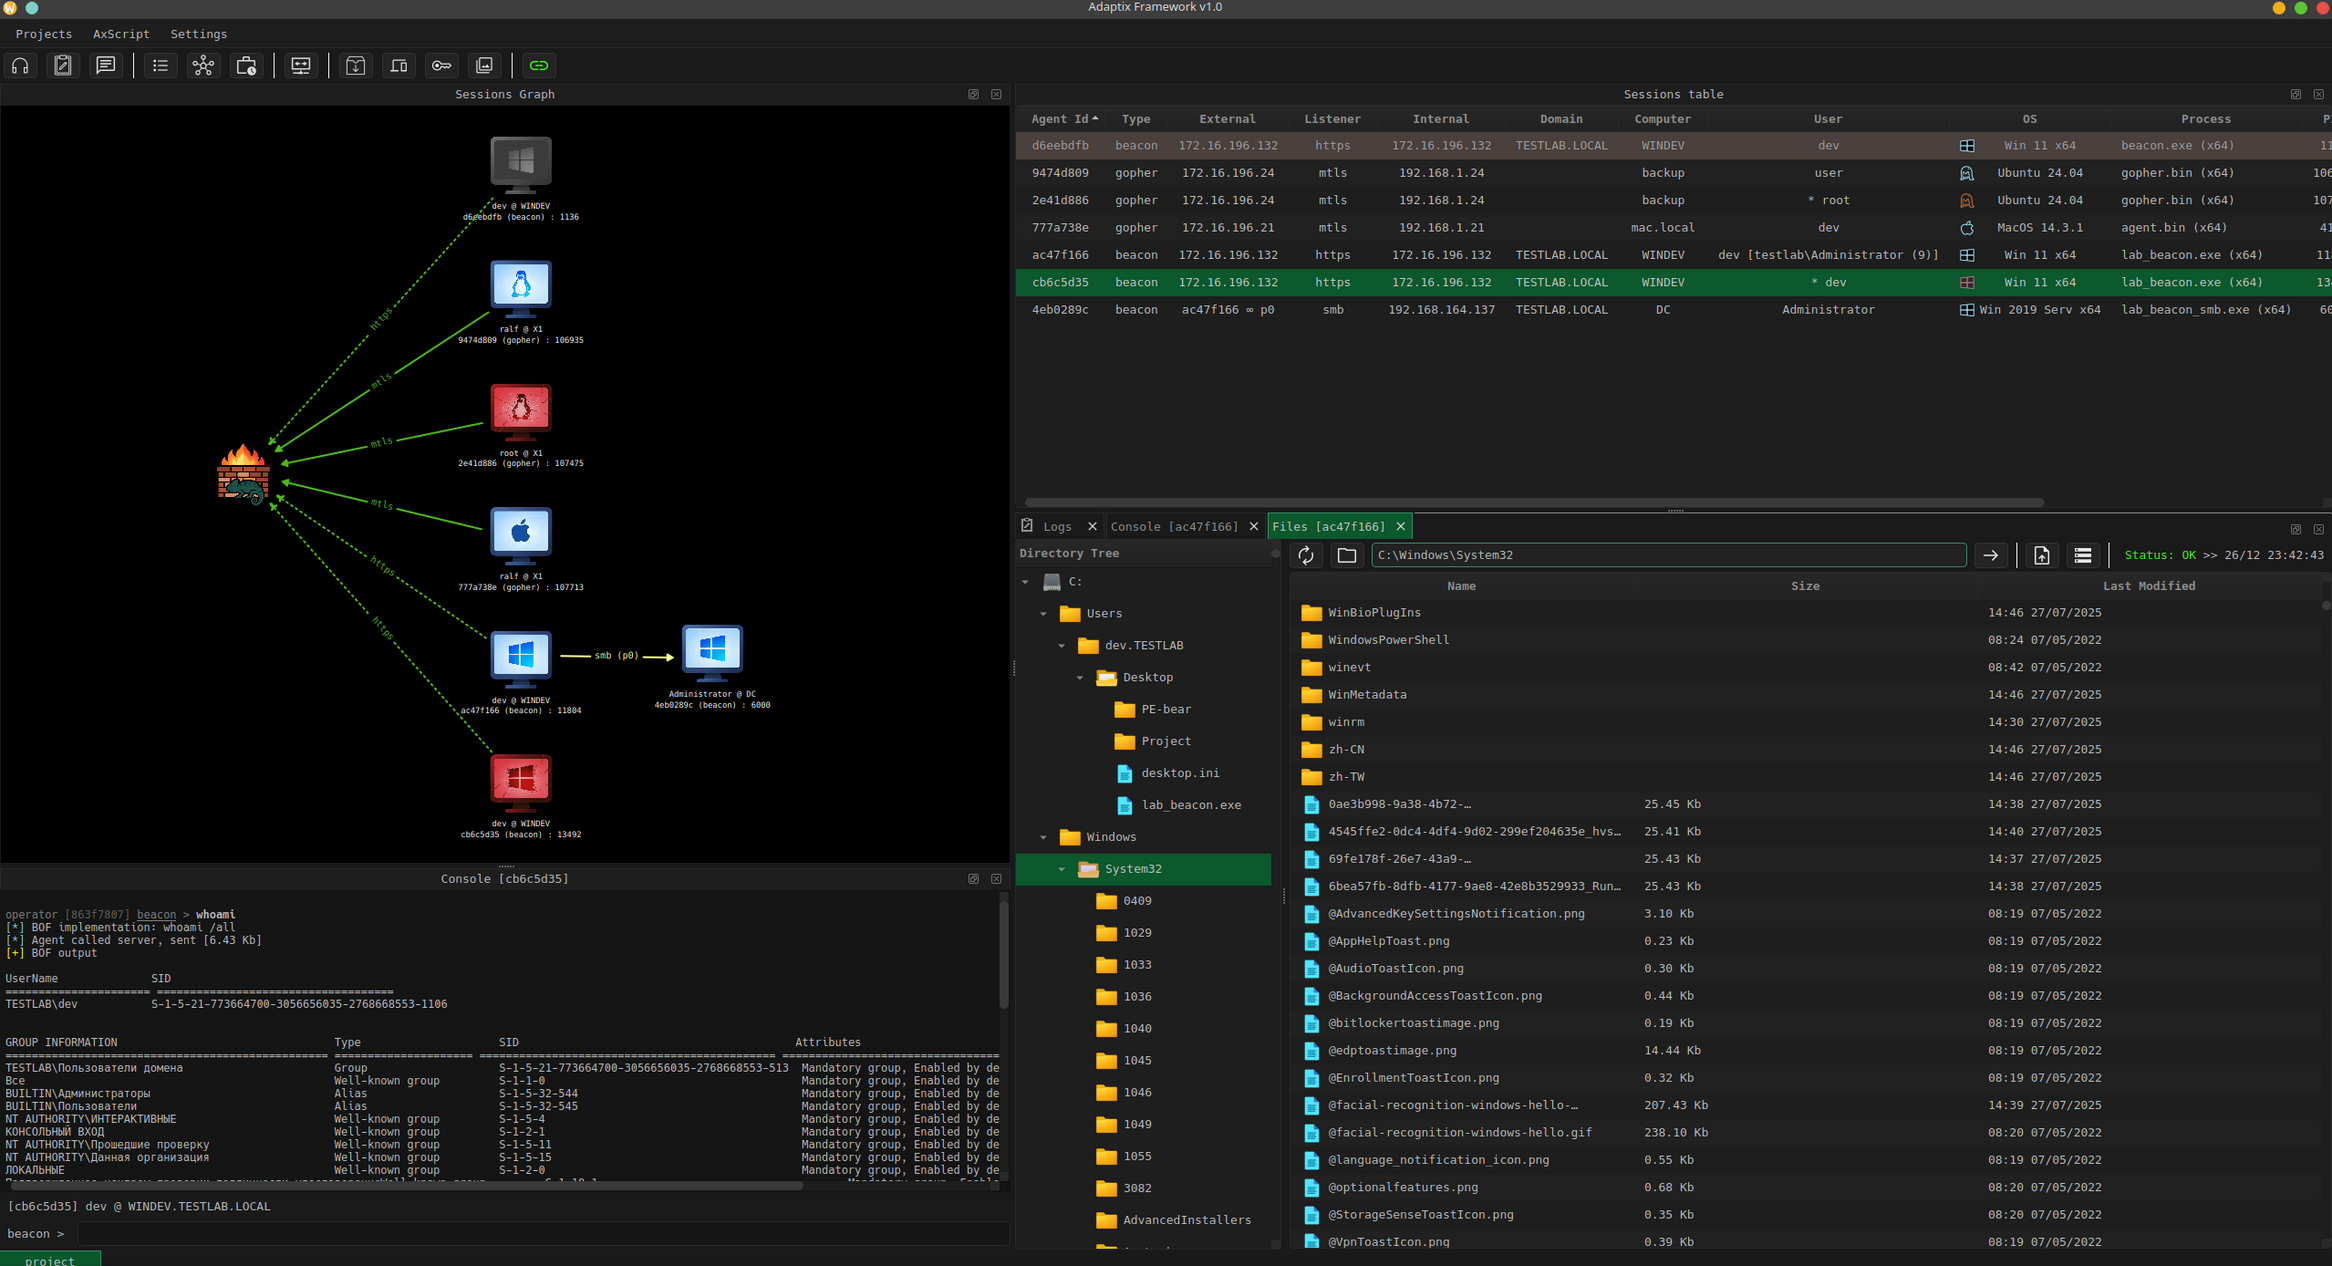 Adaptix Framework v1.0
Projects AxScript Settings
Sessions Graph
dev @ WINDEV
d6eebdfb (beacon) : 1136
https
ralf @ X1
9474d809 (gopher) : 106935
mtls
root @ X1
2e41d886 (gopher) : 107475
mtls
ralf @ X1
777a738e (gopher) : 107713
mtls
https
dev @ WINDEV
ac47f166 (beacon) : 11804
smb (p0)
Administrator @ DC
4eb0289c (beacon) : 6000
https
dev @ WINDEV
cb6c5d35 (beacon) : 13492
Console [cb6c5d35]
operator [863f7807] beacon > whoami
[*] BOF implementation: whoami /all
[*] Agent called server, sent [6.43 Kb]
[+] BOF output
UserName SID
====================== ====================================
TESTLAB\dev S-1-5-21-773664700-3056656035-2768668553-1106
GROUP INFORMATION Type SID Attributes
TESTLAB\Пользователи домена Group S-1-5-21-773664700-3056656035-2768668553-513 Mandatory group, Enabled by de
Все Well-known group S-1-1-0 Mandatory group, Enabled by de
BUILTIN\Администраторы Alias S-1-5-32-544 Mandatory group, Enabled by de
BUILTIN\Пользователи Alias S-1-5-32-545 Mandatory group, Enabled by de
NT AUTHORITY\ИНТЕРАКТИВНЫЕ Well-known group S-1-5-4 Mandatory group, Enabled by de
КОНСОЛЬНЫЙ ВХОД Well-known group S-1-2-1 Mandatory group, Enabled by de
NT AUTHORITY\Прошедшие проверку Well-known group S-1-5-11 Mandatory group, Enabled by de
NT AUTHORITY\Данная организация Well-known group S-1-5-15 Mandatory group, Enabled by de
ЛОКАЛЬНЫЕ Well-known group S-1-2-0 Mandatory group, Enabled by de
[cb6c5d35] dev @ WINDEV.TESTLAB.LOCAL
beacon >
project
Sessions table
Agent Id Type External Listener Internal Domain Computer User OS Process P
d6eebdfb beacon 172.16.196.132 https 172.16.196.132 TESTLAB.LOCAL WINDEV dev Win 11 x64 beacon.exe (x64) 11
9474d809 gopher 172.16.196.24 mtls 192.168.1.24 backup user Ubuntu 24.04 gopher.bin (x64) 106
2e41d886 gopher 172.16.196.24 mtls 192.168.1.24 backup * root Ubuntu 24.04 gopher.bin (x64) 107
777a738e gopher 172.16.196.21 mtls 192.168.1.21 mac.local dev MacOS 14.3.1 agent.bin (x64) 41
ac47f166 beacon 172.16.196.132 https 172.16.196.132 TESTLAB.LOCAL WINDEV dev [testlab\Administrator (9)] Win 11 x64 lab_beacon.exe (x64) 11
cb6c5d35 beacon 172.16.196.132 https 172.16.196.132 TESTLAB.LOCAL WINDEV * dev Win 11 x64 lab_beacon.exe (x64) 13
4eb0289c beacon ac47f166 ∞ p0 smb 192.168.164.137 TESTLAB.LOCAL DC Administrator Win 2019 Serv x64 lab_beacon_smb.exe (x64) 60
Logs Console [ac47f166] Files [ac47f166]
Directory Tree
C:
Users
dev.TESTLAB
Desktop
PE-bear
Project
desktop.ini
lab_beacon.exe
Windows
System32
0409
1029
1033
1036
1040
1045
1046
1049
1055
3082
AdvancedInstallers
C:\Windows\System32
Status: OK >> 26/12 23:42:43
Name Size Last Modified
WinBioPlugIns 14:46 27/07/2025
WindowsPowerShell 08:24 07/05/2022
winevt 08:42 07/05/2022
WinMetadata 14:46 27/07/2025
winrm 14:30 27/07/2025
zh-CN 14:46 27/07/2025
zh-TW 14:46 27/07/2025
0ae3b998-9a38-4b72-… 25.45 Kb 14:38 27/07/2025
4545ffe2-0dc4-4df4-9d02-299ef204635e_hvs… 25.41 Kb 14:40 27/07/2025
69fe178f-26e7-43a9-… 25.43 Kb 14:37 27/07/2025
6bea57fb-8dfb-4177-9ae8-42e8b3529933_Run… 25.43 Kb 14:38 27/07/2025
@AdvancedKeySettingsNotification.png 3.10 Kb 08:19 07/05/2022
@AppHelpToast.png 0.23 Kb 08:19 07/05/2022
@AudioToastIcon.png 0.30 Kb 08:19 07/05/2022
@BackgroundAccessToastIcon.png 0.44 Kb 08:19 07/05/2022
@bitlockertoastimage.png 0.19 Kb 08:19 07/05/2022
@edptoastimage.png 14.44 Kb 08:19 07/05/2022
@EnrollmentToastIcon.png 0.32 Kb 08:19 07/05/2022
@facial-recognition-windows-hello-… 207.43 Kb 14:39 27/07/2025
@facial-recognition-windows-hello.gif 238.10 Kb 08:20 07/05/2022
@language_notification_icon.png 0.55 Kb 08:19 07/05/2022
@optionalfeatures.png 0.68 Kb 08:20 07/05/2022
@StorageSenseToastIcon.png 0.35 Kb 08:20 07/05/2022
@VpnToastIcon.png 0.39 Kb 08:19 07/05/2022